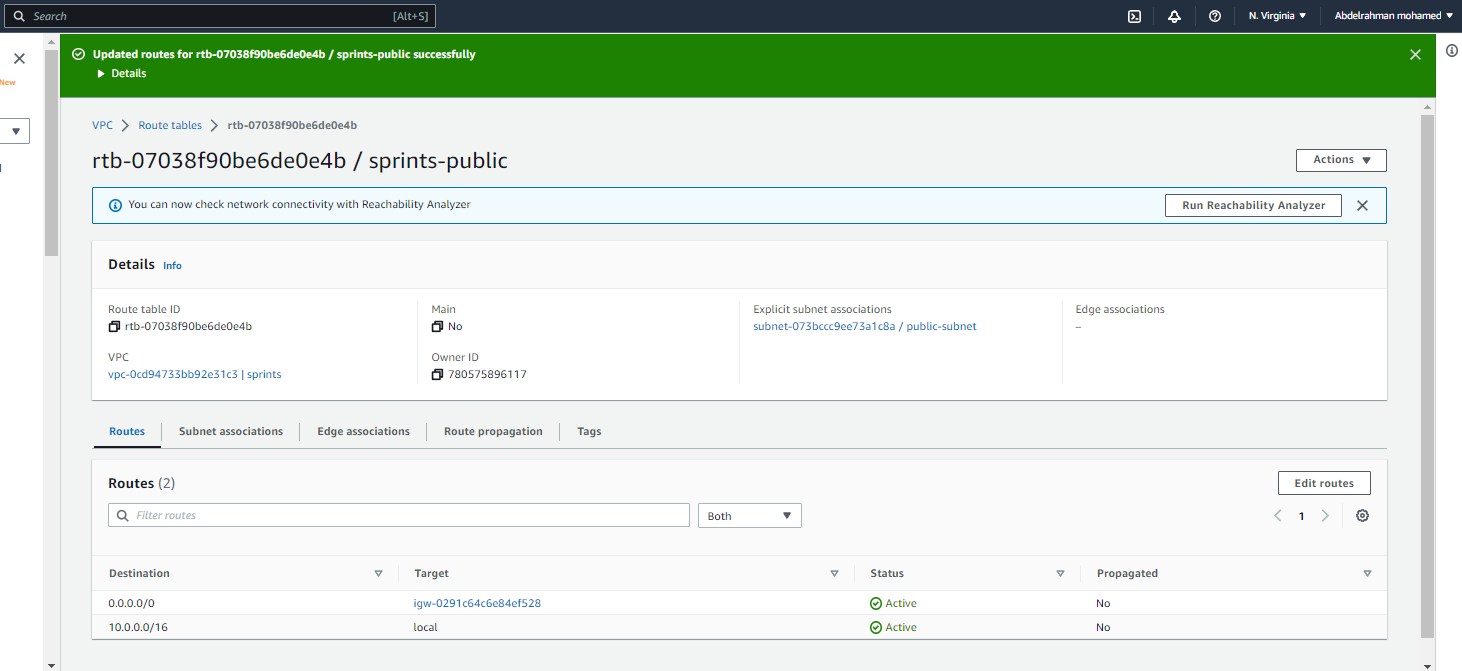 Search [Alt+S] N. Virginia Abdelrahman mohamed
New
Updated routes for rtb-07038f90be6de0e4b / sprints-public successfully
Details
VPC Route tables rtb-07038f90be6de0e4b
rtb-07038f90be6de0e4b / sprints-public
Actions
You can now check network connectivity with Reachability Analyzer
Run Reachability Analyzer
Details Info
Route table ID
rtb-07038f90be6de0e4b
VPC
vpc-0cd94733bb92e31c3 | sprints
Main
No
Owner ID
780575896117
Explicit subnet associations
subnet-073bccc9ee73a1c8a / public-subnet
Edge associations
–
Routes Subnet associations Edge associations Route propagation Tags
Routes (2)
Edit routes
Filter routes Both 1
Destination Target Status Propagated
0.0.0.0/0 igw-0291c64c6e84ef528 Active No
10.0.0.0/16 local Active No